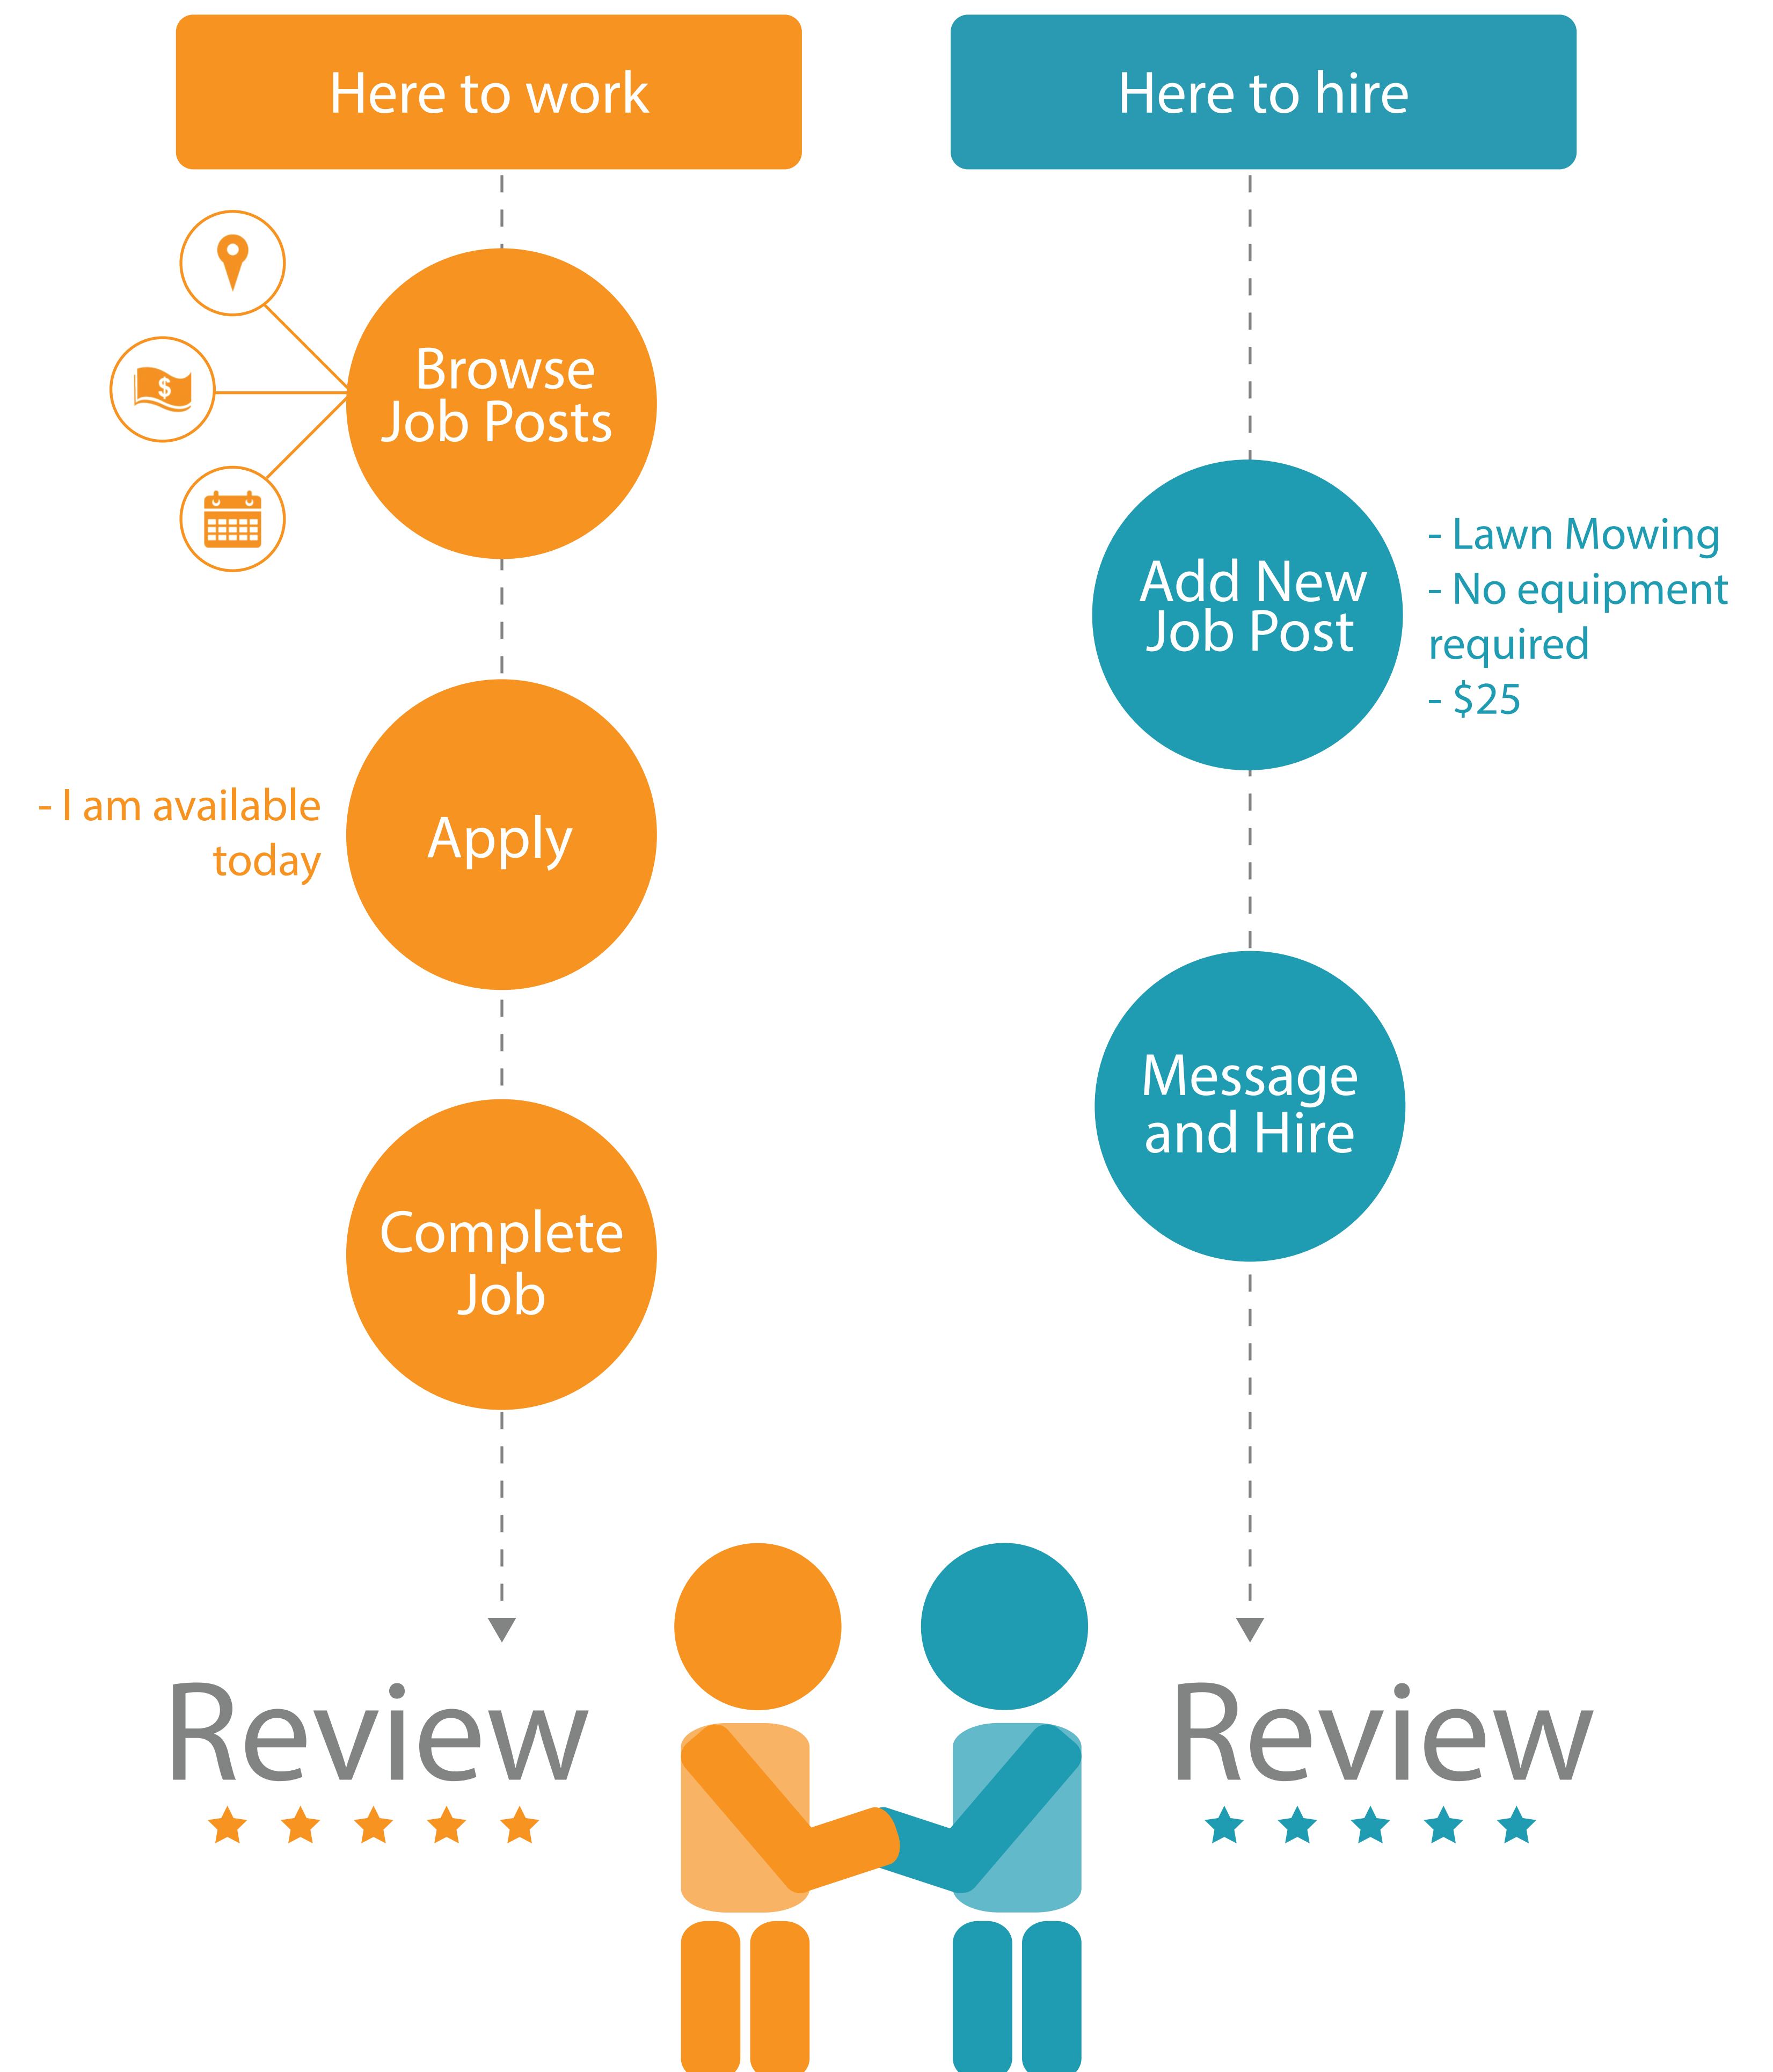 Here to work
Here to hire
Browse
Job Posts
$
Add New
Job Post
- Lawn Mowing
- No equipment
required
- $25
- I am available
today
Apply
Message
and Hire
Complete
Job
Review
Review